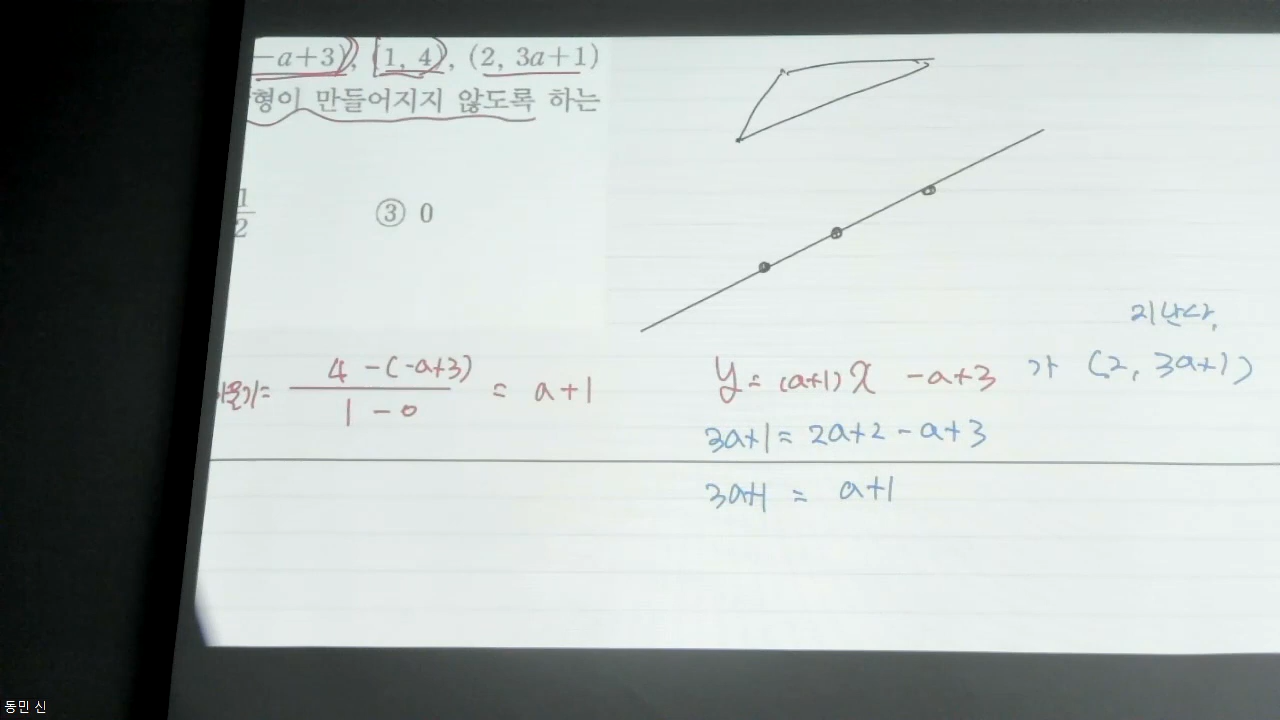 −a+3), (1, 4), (2, 3a+1)
형이 만들어지지 않도록 하는
1/2 ③ 0
지난다.
기울기= 4-(-a+3) / 1-0 = a+1
y=(a+1)x -a+3 가 (2, 3a+1)
3a+1=2a+2-a+3
3a+1 = a+1
동민 신